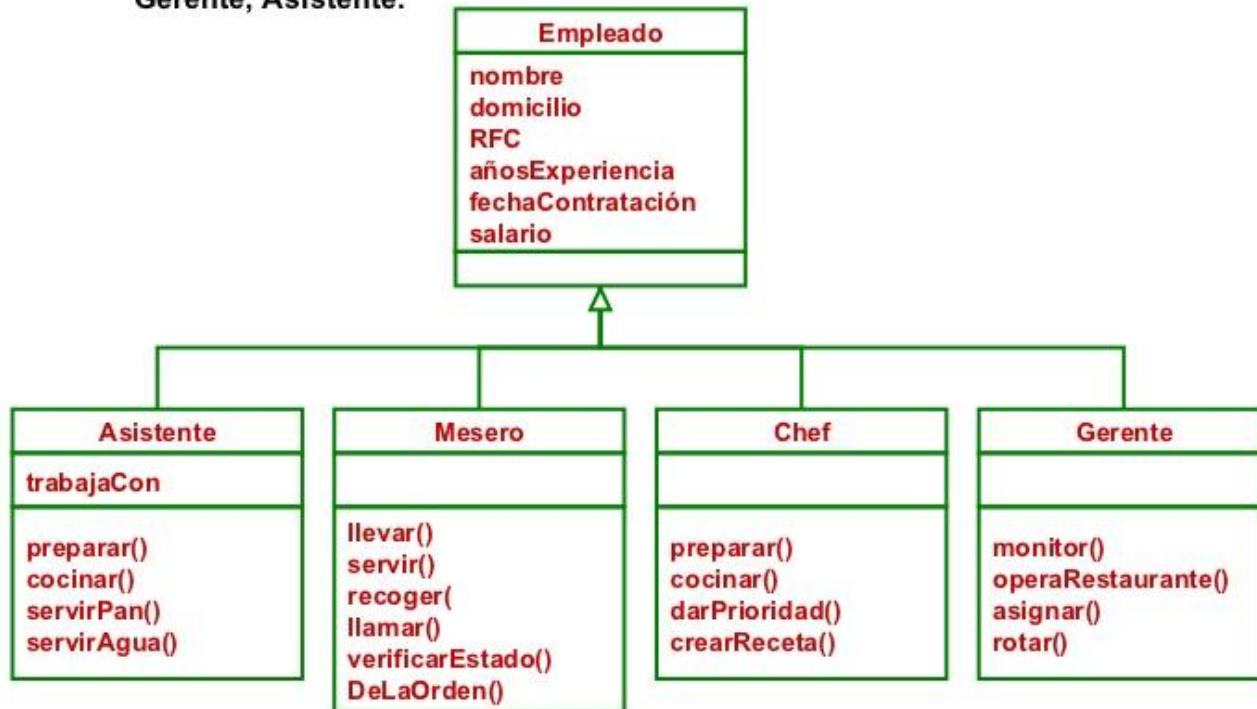 Gerente, Asistente.
Empleado
nombre
domicilio
RFC
añosExperiencia
fechaContratación
salario
Asistente
trabajaCon
preparar()
cocinar()
servirPan()
servirAgua()
Mesero
llevar()
servir()
recoger(
llamar()
verificarEstado()
DeLaOrden()
Chef
preparar()
cocinar()
darPrioridad()
crearReceta()
Gerente
monitor()
operaRestaurante()
asignar()
rotar()